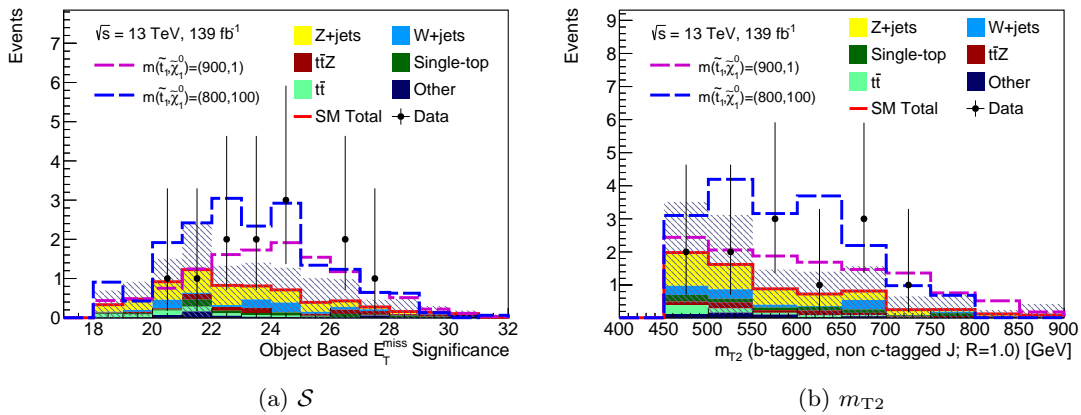 Events
√s = 13 TeV, 139 fb⁻¹
m(t̃₁,χ̃₁⁰)=(900,1)
m(t̃₁,χ̃₁⁰)=(800,100)
Z+jets W+jets
tt̄Z Single-top
tt̄ Other
SM Total Data
7
6
5
4
3
2
1
0
18 20 22 24 26 28 30 32
Object Based E_T^miss Significance
(a) 𝒮
Events
√s = 13 TeV, 139 fb⁻¹
m(t̃₁,χ̃₁⁰)=(900,1)
m(t̃₁,χ̃₁⁰)=(800,100)
Z+jets W+jets
Single-top tt̄Z
tt̄ Other
SM Total Data
9
8
7
6
5
4
3
2
1
0
400 450 500 550 600 650 700 750 800 850 900
m_T2 (b-tagged, non c-tagged J; R=1.0) [GeV]
(b) m_T2